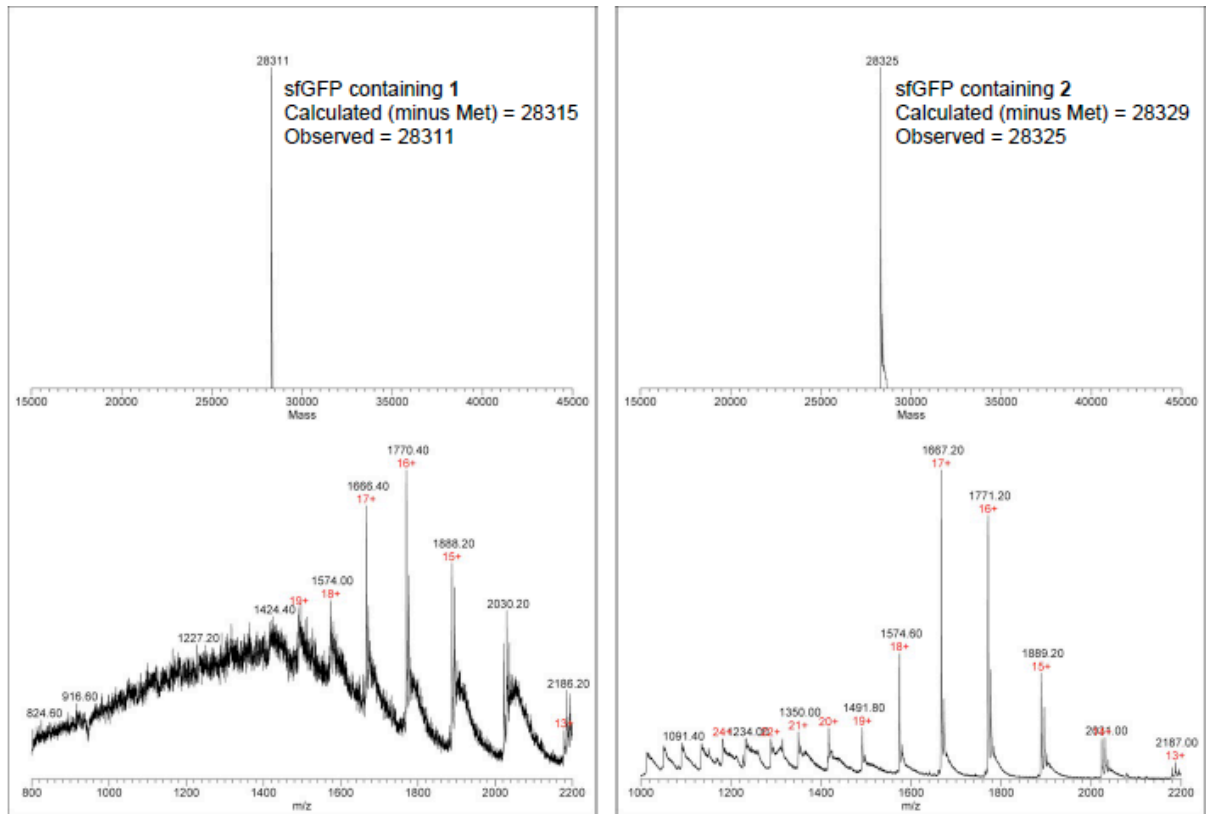 28311
sfGFP containing 1
Calculated (minus Met) = 28315
Observed = 28311
15000 20000 25000 30000 35000 40000 45000
Mass
1770.40
16+
1666.40
17+
1888.20
15+
1574.00
18+
19+
2030.20
1424.40
1227.20
916.60
824.60
2186.20
13+
800 1000 1200 1400 1600 1800 2000 2200
m/z
28325
sfGFP containing 2
Calculated (minus Met) = 28329
Observed = 28325
15000 20000 25000 30000 35000 40000 45000
Mass
1667.20
17+
1771.20
16+
1574.60
18+
1889.20
15+
1091.40
24+
1234.00
22+
1350.00
21+
20+
1491.80
19+
2187.00
13+
1000 1200 1400 1600 1800 2000 2200
m/z